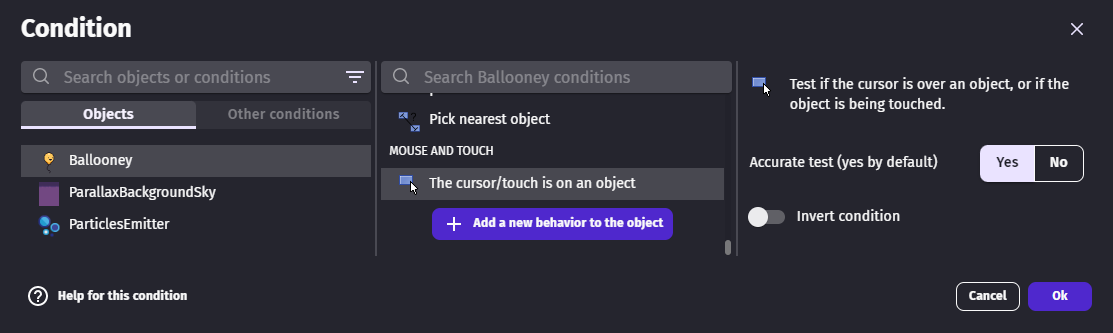 Condition
Search objects or conditions
Objects
Other conditions
Ballooney
ParallaxBackgroundSky
ParticlesEmitter
Search Ballooney conditions
Pick nearest object
MOUSE AND TOUCH
The cursor/touch is on an object
Add a new behavior to the object
Test if the cursor is over an object, or if the
object is being touched.
Accurate test (yes by default)
Yes
No
Invert condition
Help for this condition
Cancel
Ok